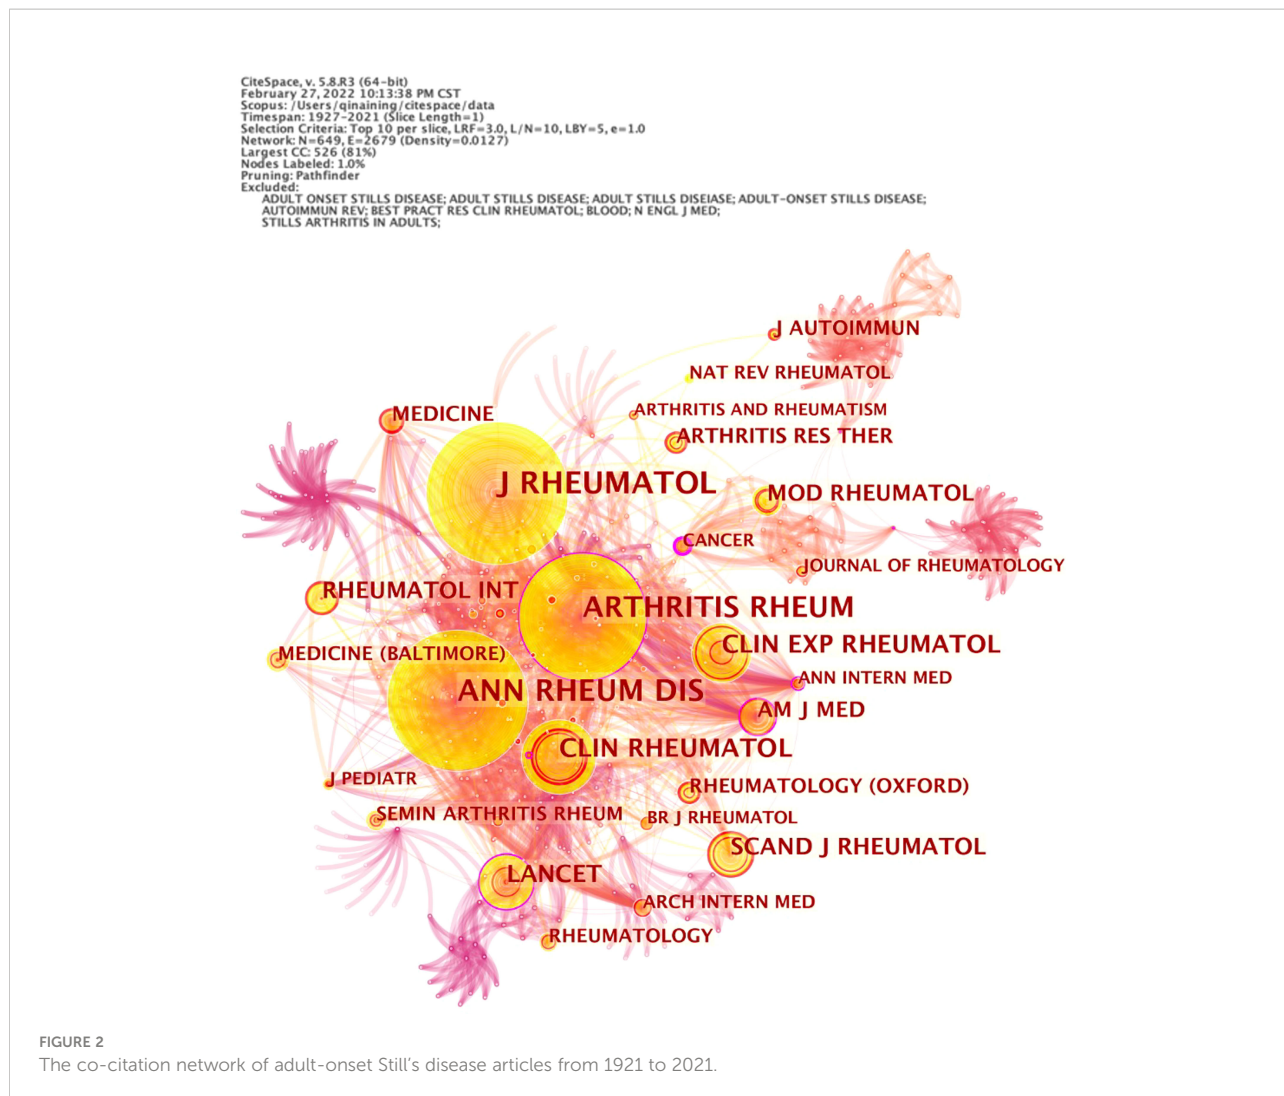 CiteSpace, v. 5.8.R3 (64-bit)
February 27, 2022 10:13:38 PM CST
Scopus: /Users/qinaining/citespace/data
Timespan: 1927-2021 (Slice Length=1)
Selection Criteria: Top 10 per slice, LRF=3.0, L/N=10, LBY=5, e=1.0
Network: N=649, E=2679 (Density=0.0127)
Largest CC: 526 (81%)
Nodes Labeled: 1.0%
Pruning: Pathfinder
Excluded:
ADULT ONSET STILLS DISEASE; ADULT STILLS DISEASE; ADULT STILLS DISEIASE; ADULT-ONSET STILLS DISEASE;
AUTOIMMUN REV; BEST PRACT RES CLIN RHEUMATOL; BLOOD; N ENGL J MED;
STILLS ARTHRITIS IN ADULTS;
J AUTOIMMUN
NAT REV RHEUMATOL
ARTHRITIS AND RHEUMATISM
MEDICINE
ARTHRITIS RES THER
J RHEUMATOL
MOD RHEUMATOL
CANCER
JOURNAL OF RHEUMATOLOGY
RHEUMATOL INT
ARTHRITIS RHEUM
CLIN EXP RHEUMATOL
MEDICINE (BALTIMORE)
ANN INTERN MED
ANN RHEUM DIS
AM J MED
CLIN RHEUMATOL
J PEDIATR
RHEUMATOLOGY (OXFORD)
SEMIN ARTHRITIS RHEUM
BR J RHEUMATOL
SCAND J RHEUMATOL
LANCET
ARCH INTERN MED
RHEUMATOLOGY
FIGURE 2
The co-citation network of adult-onset Still's disease articles from 1921 to 2021.